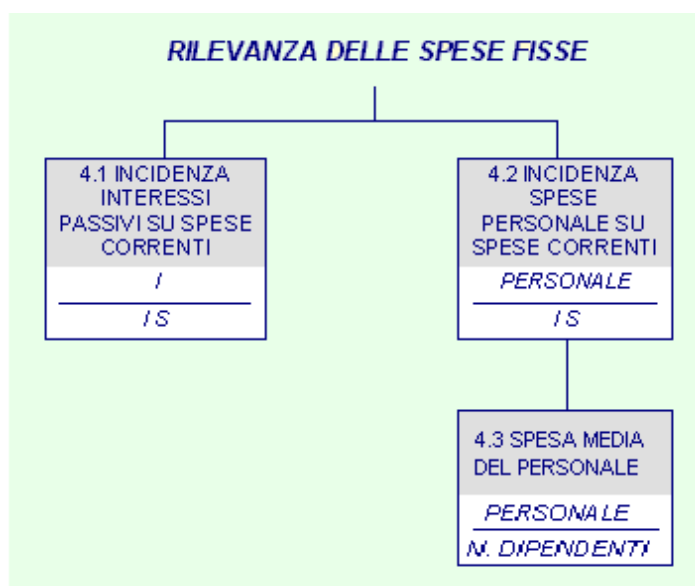 RILEVANZA DELLE SPESE FISSE
4.1 INCIDENZA
INTERESSI
PASSIVI SU SPESE
CORRENTI
I
I S
4.2 INCIDENZA
SPESE
PERSONALE SU
SPESE CORRENTI
PERSONALE
I S
4.3 SPESA MEDIA
DEL PERSONALE
PERSONALE
N. DIPENDENTI